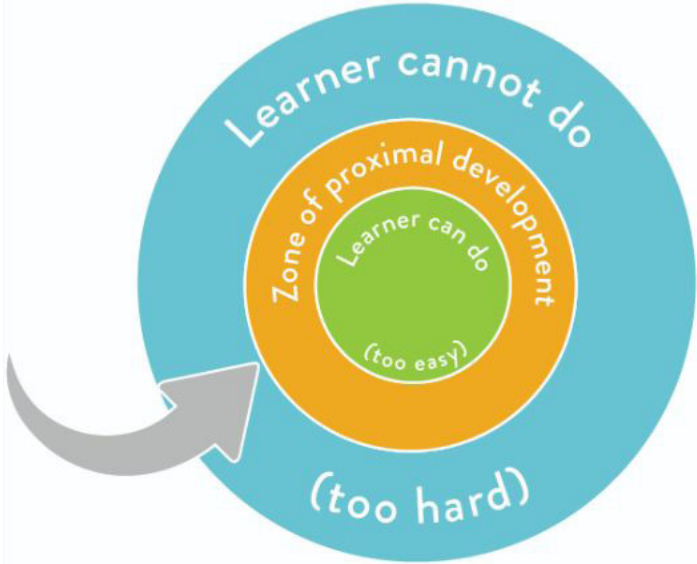 Learner cannot do
Zone of proximal development
Learner can do
(too easy)
(too hard)